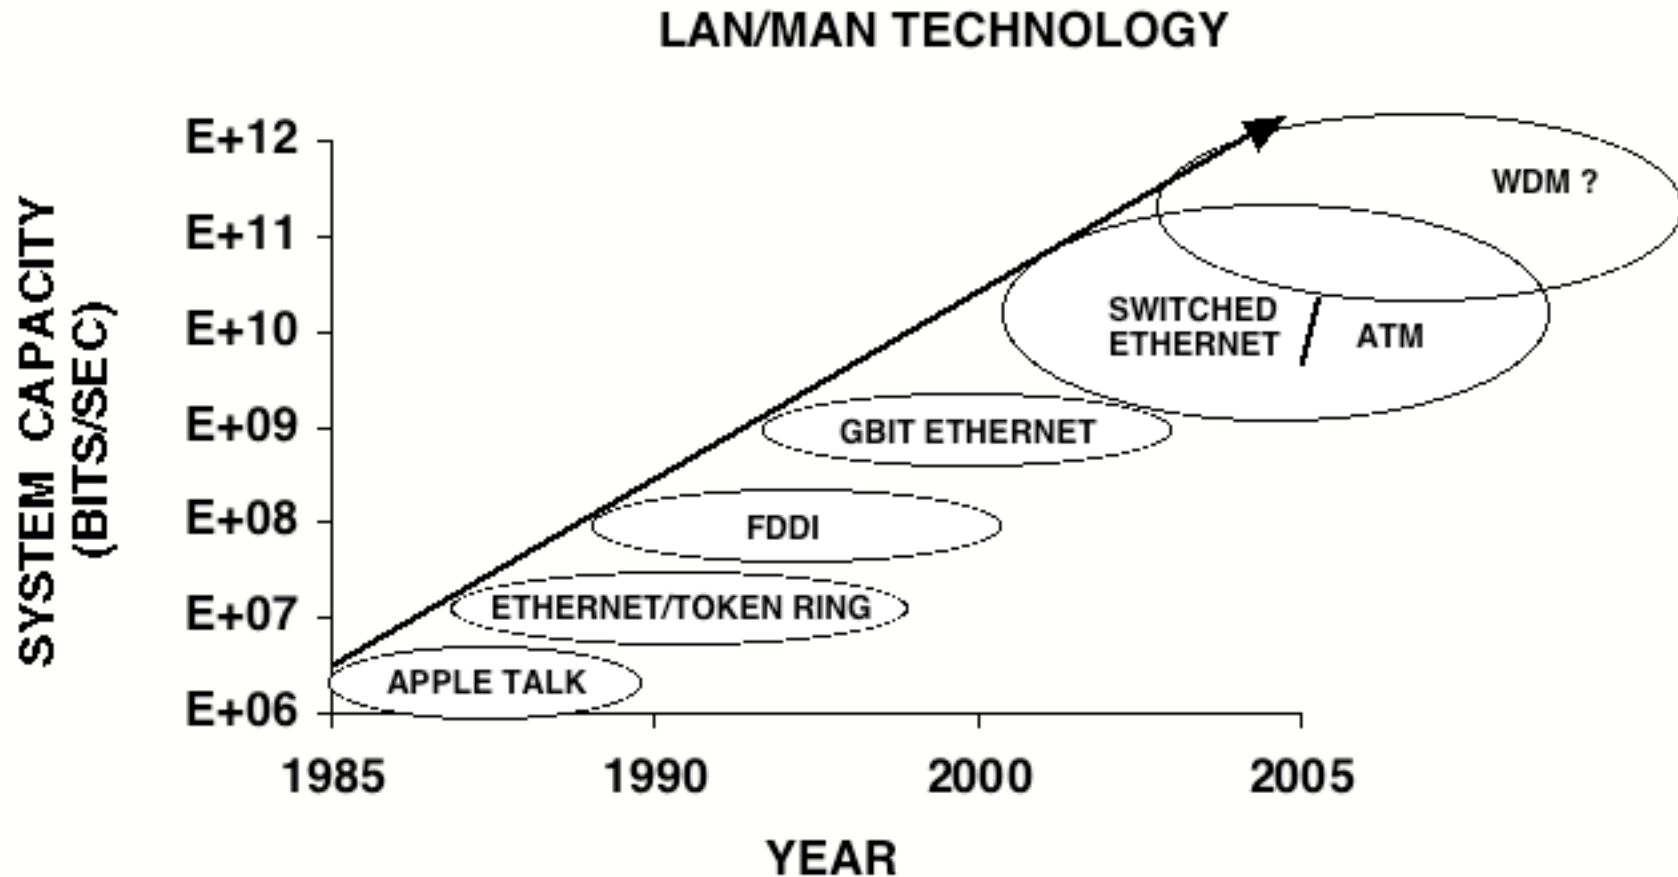 LAN/MAN TECHNOLOGY
SYSTEM CAPACITY
(BITS/SEC)
E+12
E+11
E+10
E+09
E+08
E+07
E+06
WDM ?
SWITCHED
ETHERNET
/
ATM
GBIT ETHERNET
FDDI
ETHERNET/TOKEN RING
APPLE TALK
1985 1990 2000 2005
YEAR